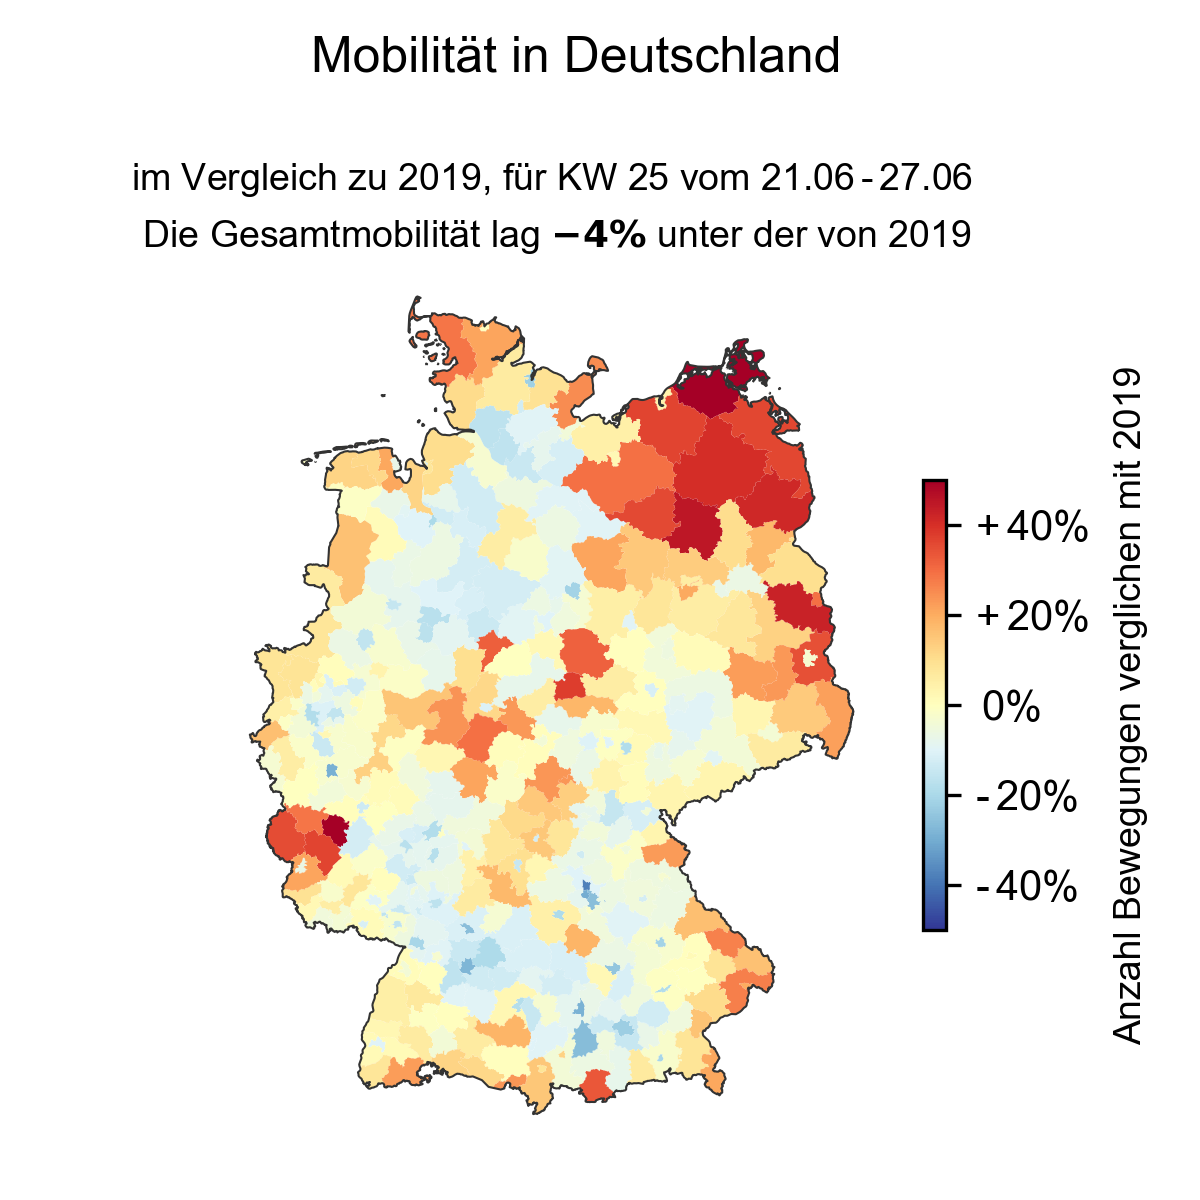 Mobilität in Deutschland
im Vergleich zu 2019, für KW 25 vom 21.06 - 27.06
Die Gesamtmobilität lag −4% unter der von 2019
+40%
+20%
0%
-20%
-40%
Anzahl Bewegungen verglichen mit 2019